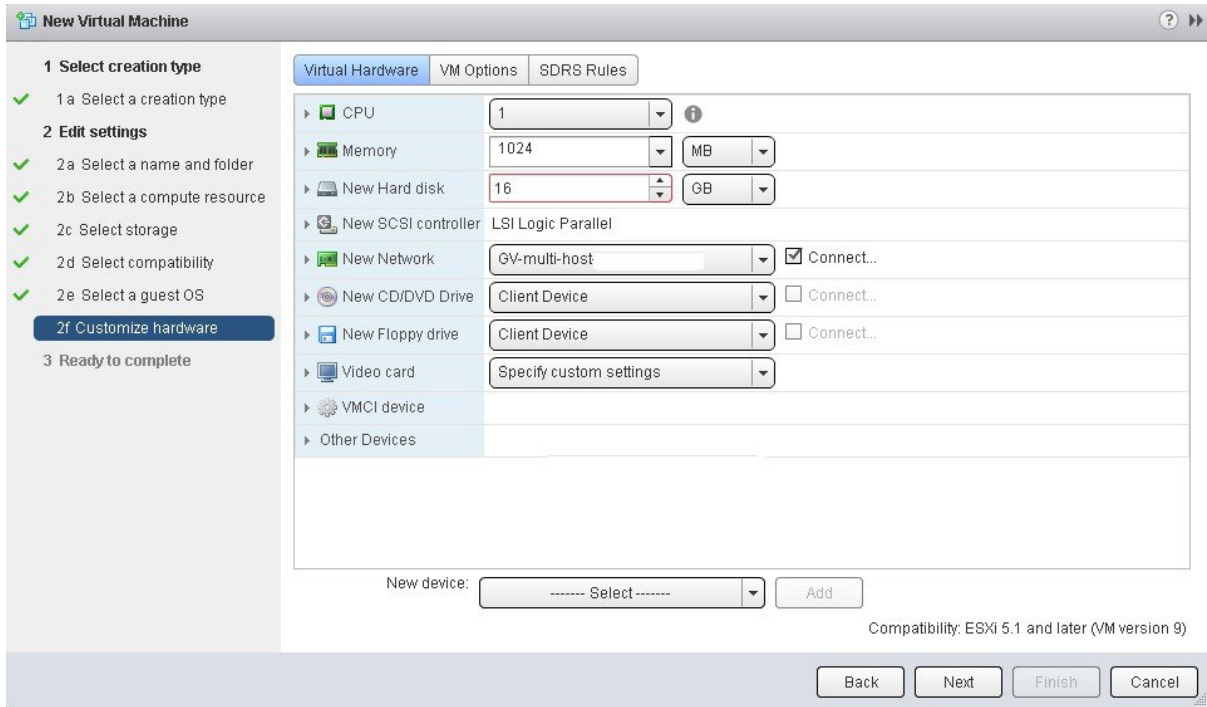 New Virtual Machine
1 Select creation type
1a Select a creation type
2 Edit settings
2a Select a name and folder
2b Select a compute resource
2c Select storage
2d Select compatibility
2e Select a guest OS
2f Customize hardware
3 Ready to complete
Virtual Hardware VM Options SDRS Rules
CPU 1
Memory 1024 MB
New Hard disk 16 GB
New SCSI controller LSI Logic Parallel
New Network GV-multi-host Connect...
New CD/DVD Drive Client Device Connect...
New Floppy drive Client Device Connect...
Video card Specify custom settings
VMCI device
Other Devices
New device: ------- Select ------- Add
Compatibility: ESXi 5.1 and later (VM version 9)
Back Next Finish Cancel